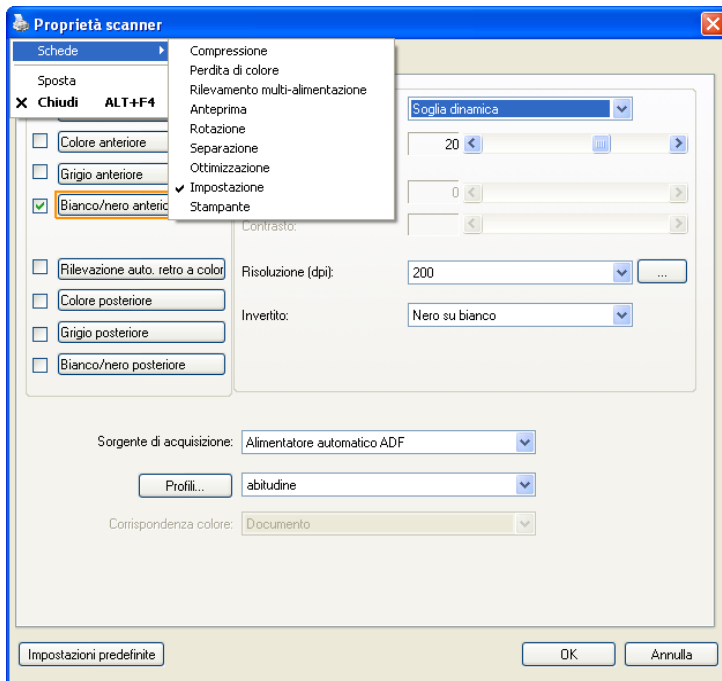 Proprietà scanner
Schede
Sposta
Chiudi ALT+F4
Compressione
Perdita di colore
Rilevamento multi-alimentazione
Anteprima
Rotazione
Separazione
Ottimizzazione
Impostazione
Stampante
Colore anteriore
Grigio anteriore
Bianco/nero anterio
Rilevazione auto. retro a color
Colore posteriore
Grigio posteriore
Bianco/nero posteriore
Soglia dinamica
20
0
Contrasto:
Risoluzione (dpi): 200 ...
Invertito: Nero su bianco
Sorgente di acquisizione: Alimentatore automatico ADF
Profili... abitudine
Corrispondenza colore: Documento
Impostazioni predefinite OK Annulla